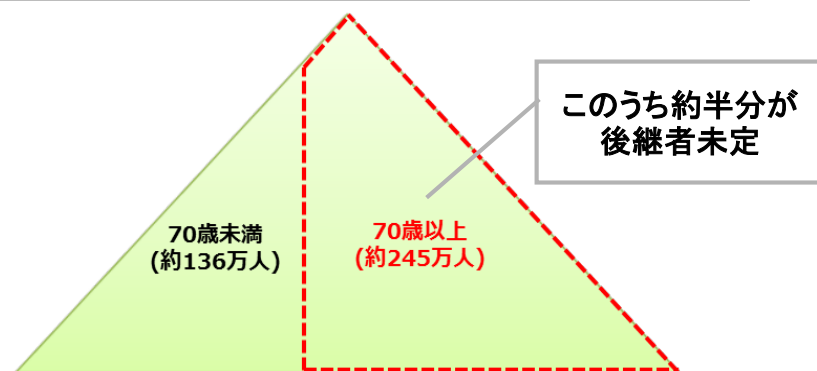 このうち約半分が
後継者未定
70歳未満
(約136万人)
70歳以上
(約245万人)